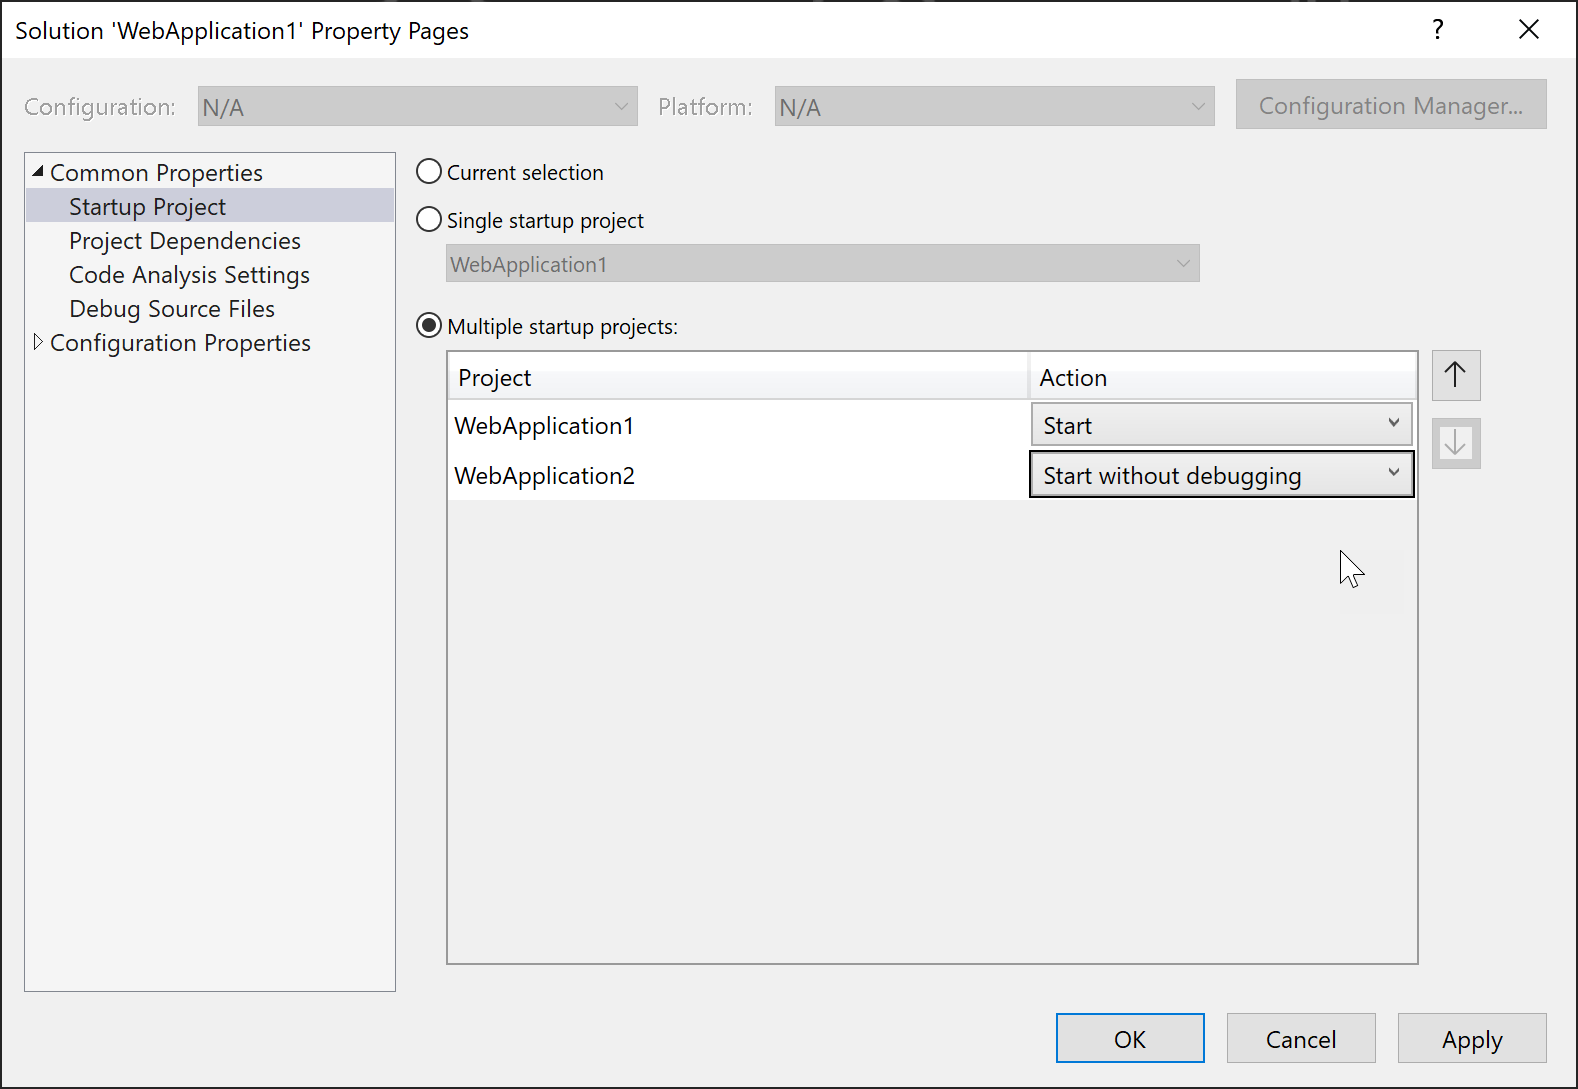 Solution 'WebApplication1' Property Pages
?
Configuration: N/A Platform: N/A Configuration Manager...
Common Properties
Startup Project
Project Dependencies
Code Analysis Settings
Debug Source Files
Configuration Properties
Current selection
Single startup project
WebApplication1
Multiple startup projects:
Project Action
WebApplication1 Start
WebApplication2 Start without debugging
OK Cancel Apply